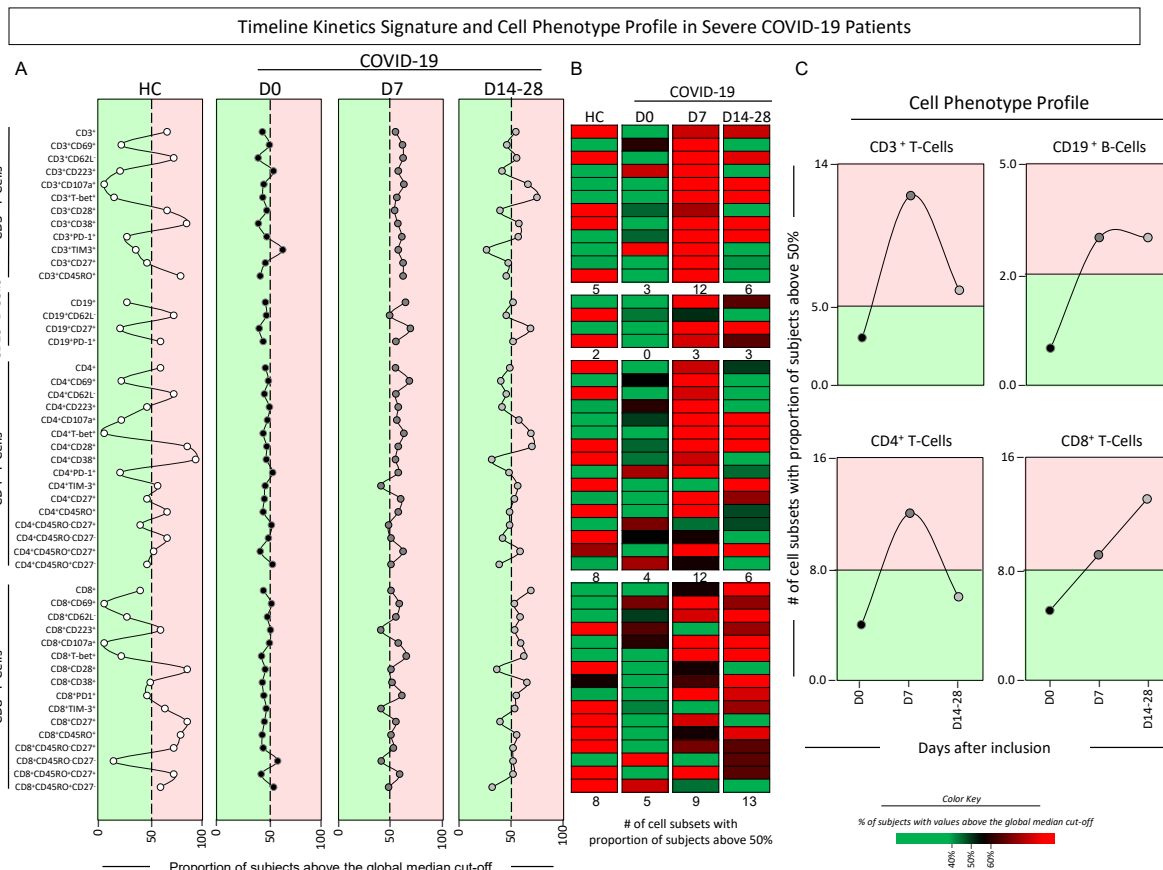 Timeline Kinetics Signature and Cell Phenotype Profile in Severe COVID-19 Patients
A
B
C
COVID-19
HC
D0
D7
D14-28
CD3⁺
CD3⁺CD69⁺
CD3⁺CD62L⁻
CD3⁺CD223⁺
CD3⁺CD107a⁺
CD3⁺T-bet⁺
CD3⁺CD28⁺
CD3⁺CD38⁺
CD3⁺PD-1⁺
CD3⁺TIM3⁺
CD3⁺CD27⁺
CD3⁺CD45RO⁺
CD19⁺
CD19⁺CD62L⁻
CD19⁺CD27⁺
CD19⁺PD-1⁺
CD4⁺
CD4⁺CD69⁺
CD4⁺CD62L⁻
CD4⁺CD223⁺
CD4⁺CD107a⁺
CD4⁺T-bet⁺
CD4⁺CD28⁺
CD4⁺CD38⁺
CD4⁺PD-1⁺
CD4⁺TIM-3⁺
CD4⁺CD27⁺
CD4⁺CD45RO⁺
CD4⁺CD45RO⁻CD27⁺
CD4⁺CD45RO⁻CD27⁻
CD4⁺CD45RO⁺CD27⁺
CD4⁺CD45RO⁺CD27⁻
CD8⁺
CD8⁺CD69⁺
CD8⁺CD62L⁻
CD8⁺CD223⁺
CD8⁺CD107a⁺
CD8⁺T-bet⁺
CD8⁺CD28⁺
CD8⁺CD38⁺
CD8⁺PD1⁺
CD8⁺TIM-3⁺
CD8⁺CD27⁺
CD8⁺CD45RO⁺
CD8⁺CD45RO⁻CD27⁺
CD8⁺CD45RO⁻CD27⁻
CD8⁺CD45RO⁺CD27⁺
CD8⁺CD45RO⁺CD27⁻
0 50 100 0 50 100 0 50 100 0 50 100
Proportion of subjects above the global median cut-off
COVID-19
HC D0 D7 D14-28
5 3 12 6
2 0 3 3
8 4 12 6
8 5 9 13
# of cell subsets with
proportion of subjects above 50%
Cell Phenotype Profile
# of cell subsets with proportion of subjects above 50%
CD3 ⁺ T-Cells
14
5.0
0.0
CD19 ⁺ B-Cells
5.0
2.0
0.0
CD4⁺ T-Cells
16
8.0
0.0
D0
D7
D14-28
CD8⁺ T-Cells
16
8.0
0.0
D0
D7
D14-28
Days after inclusion
Color Key
% of subjects with values above the global median cut-off
40%
50%
60%